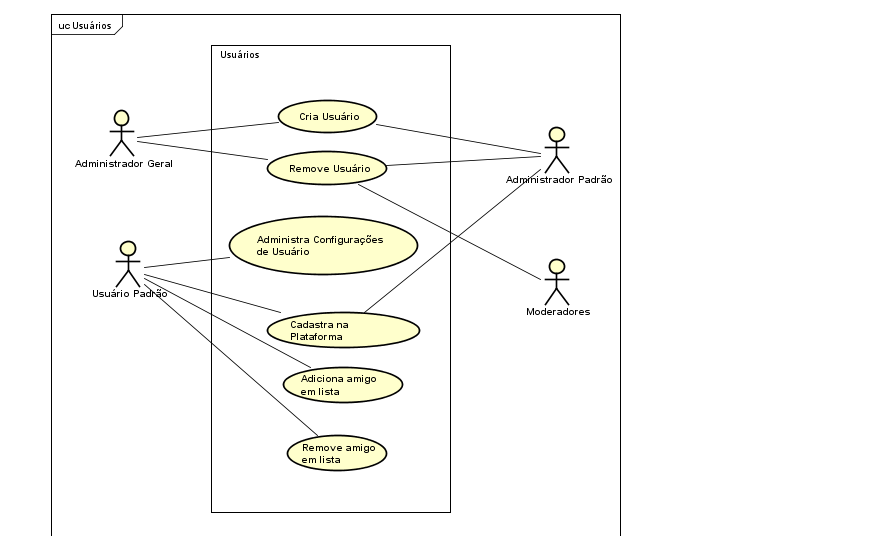 uc Usuários
Usuários
Cria Usuário
Administrador Geral
Remove Usuário
Administrador Padrão
Administra Configurações
de Usuário
Usuário Padrão
Moderadores
Cadastra na
Plataforma
Adiciona amigo
em lista
Remove amigo
em lista